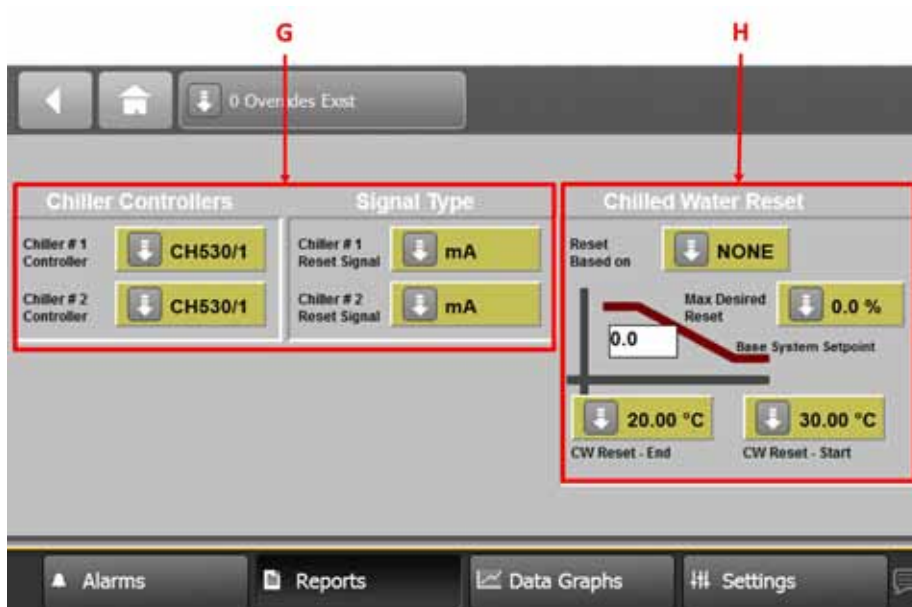 G
H
0 Overrides Exist
Chiller Controllers
Chiller # 1
Controller
CH530/1
Chiller # 2
Controller
CH530/1
Signal Type
Chiller # 1
Reset Signal
mA
Chiller # 2
Reset Signal
mA
Chilled Water Reset
Reset
Based on
NONE
Max Desired
Reset
0.0 %
0.0
Base System Setpoint
20.00 °C
30.00 °C
CW Reset - End
CW Reset - Start
Alarms
Reports
Data Graphs
Settings